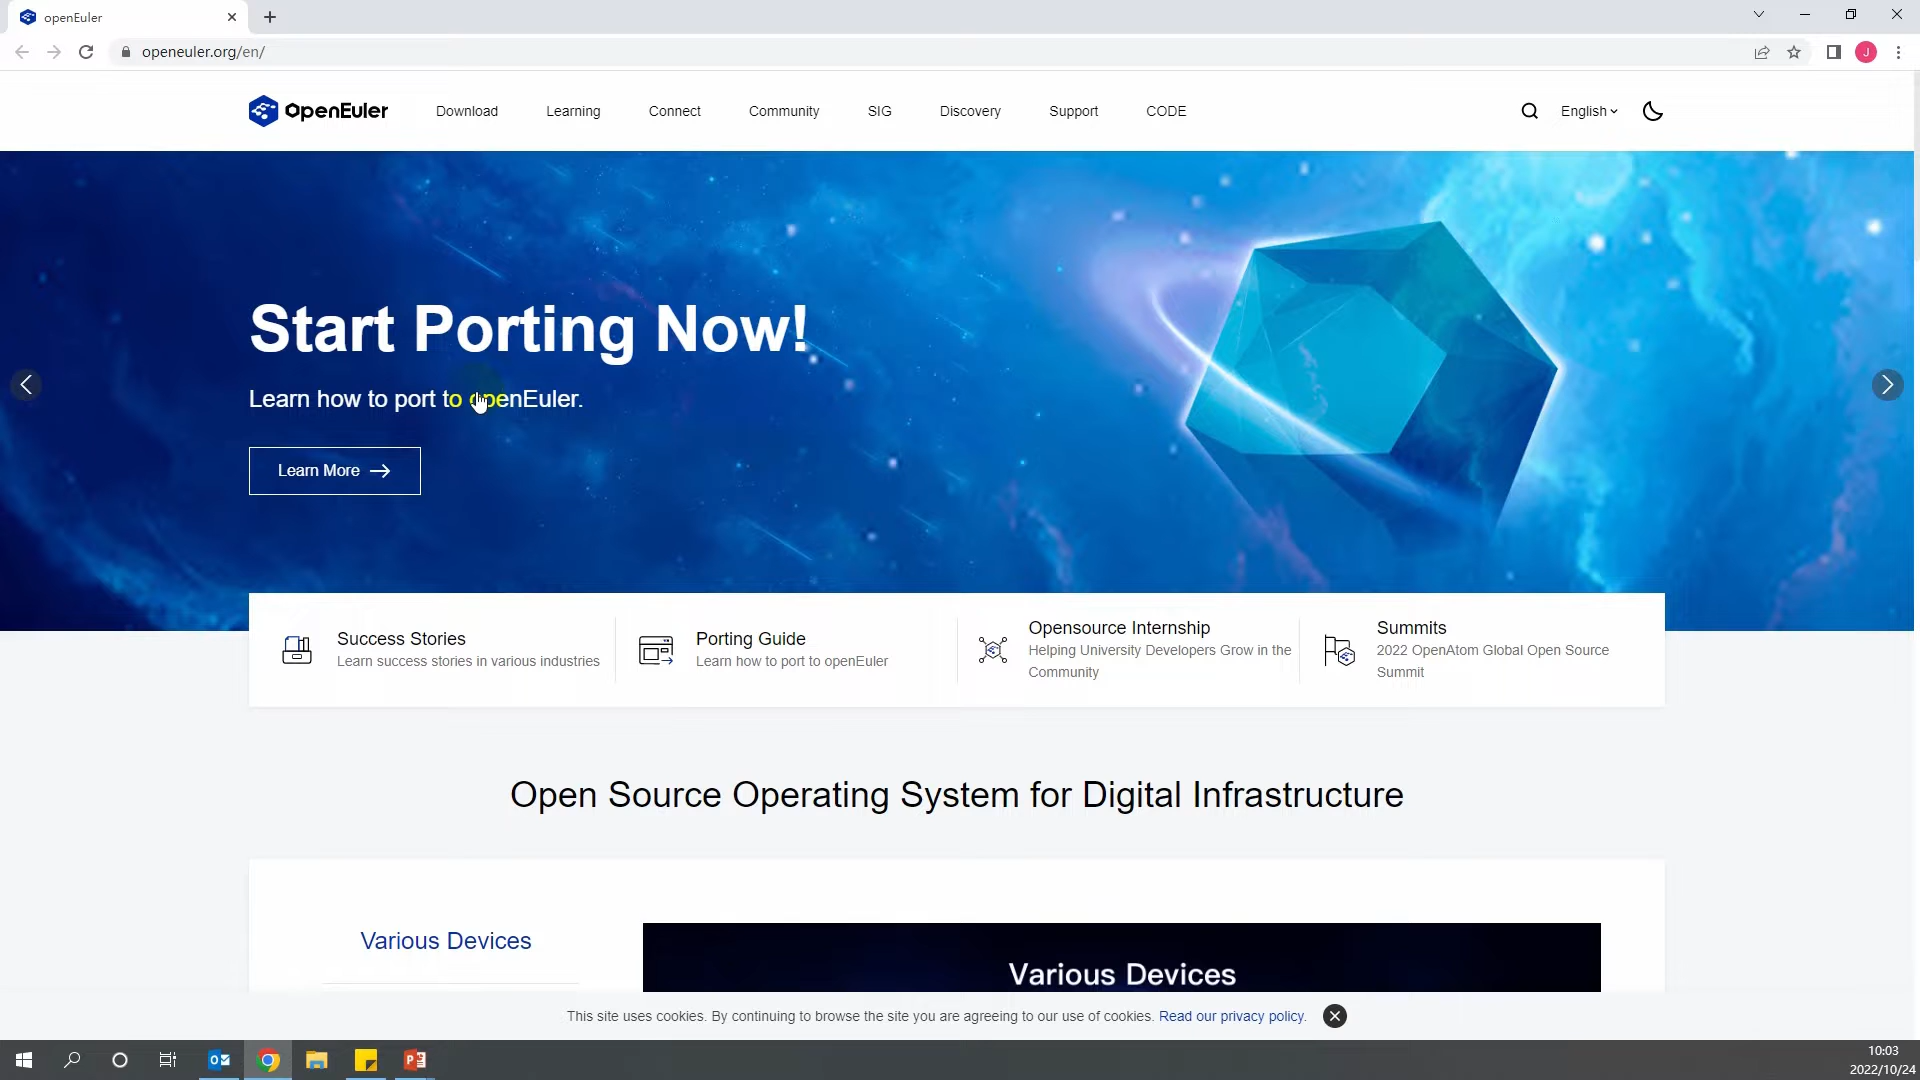 openEuler
openeuler.org/en/
J
OpenEuler
Download
Learning
Connect
Community
SIG
Discovery
Support
CODE
English
Start Porting Now!
Learn how to port to openEuler.
Learn More
Success Stories
Learn success stories in various industries
Porting Guide
Learn how to port to openEuler
Opensource Internship
Helping University Developers Grow in the
Community
Summits
2022 OpenAtom Global Open Source
Summit
Open Source Operating System for Digital Infrastructure
Various Devices
Various Devices
This site uses cookies. By continuing to browse the site you are agreeing to our use of cookies. Read our privacy policy.
10:03
2022/10/24